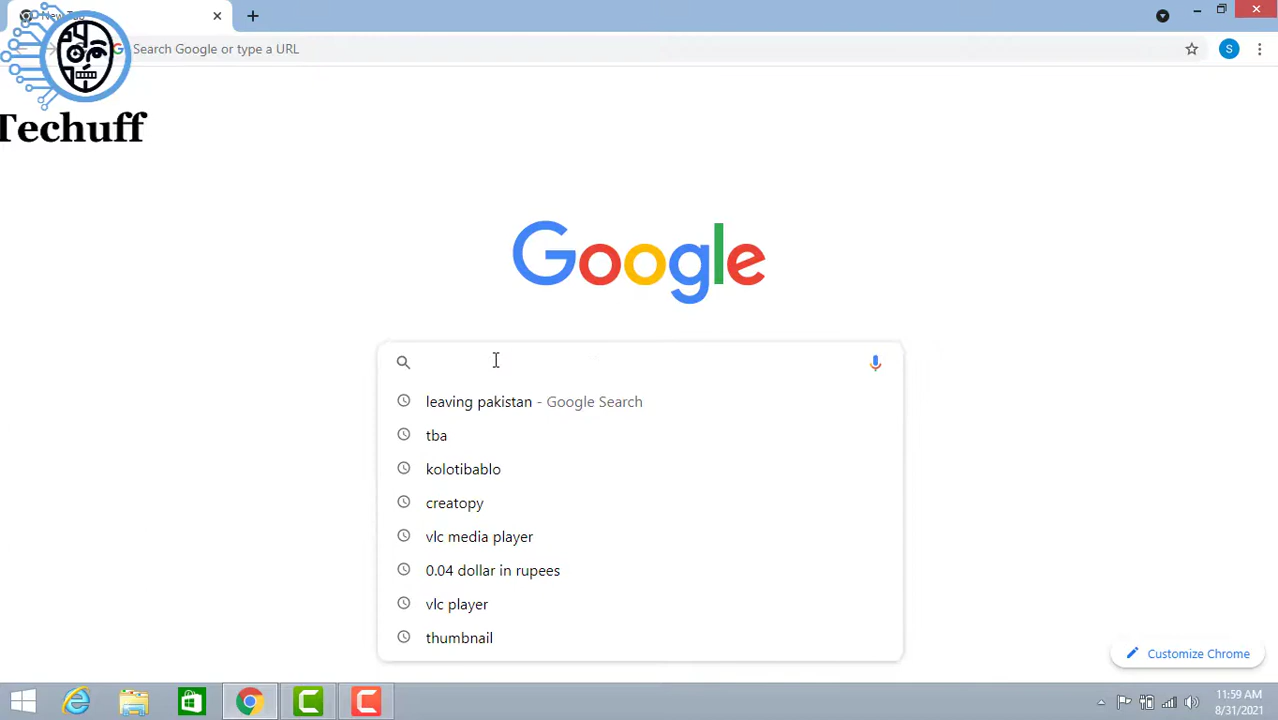 Search Google or type a URL
S
Techuff
Google
leaving pakistan - Google Search
tba
kolotibablo
creatopy
vlc media player
0.04 dollar in rupees
vlc player
thumbnail
Customize Chrome
11:59 AM
8/31/2021